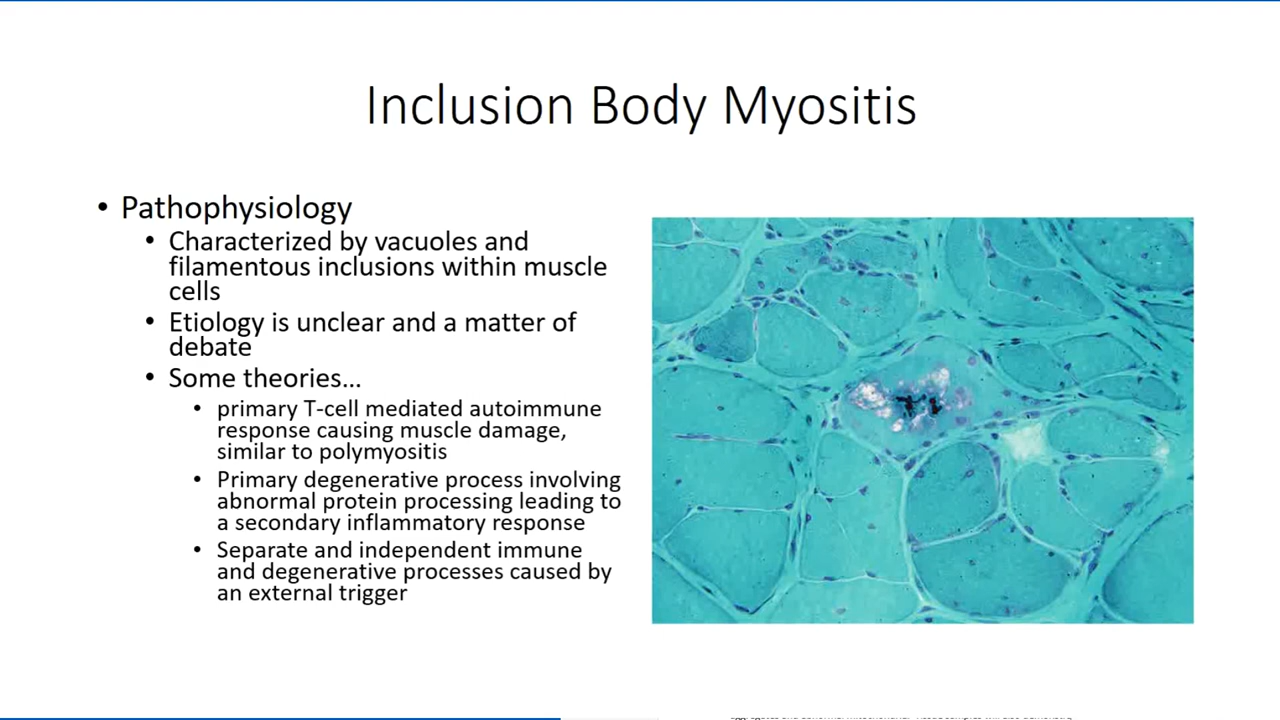 Inclusion Body Myositis
• Pathophysiology
• Characterized by vacuoles and
filamentous inclusions within muscle
cells
• Etiology is unclear and a matter of
debate
• Some theories...
• primary T-cell mediated autoimmune
response causing muscle damage,
similar to polymyositis
• Primary degenerative process involving
abnormal protein processing leading to
a secondary inflammatory response
• Separate and independent immune
and degenerative processes caused by
an external trigger